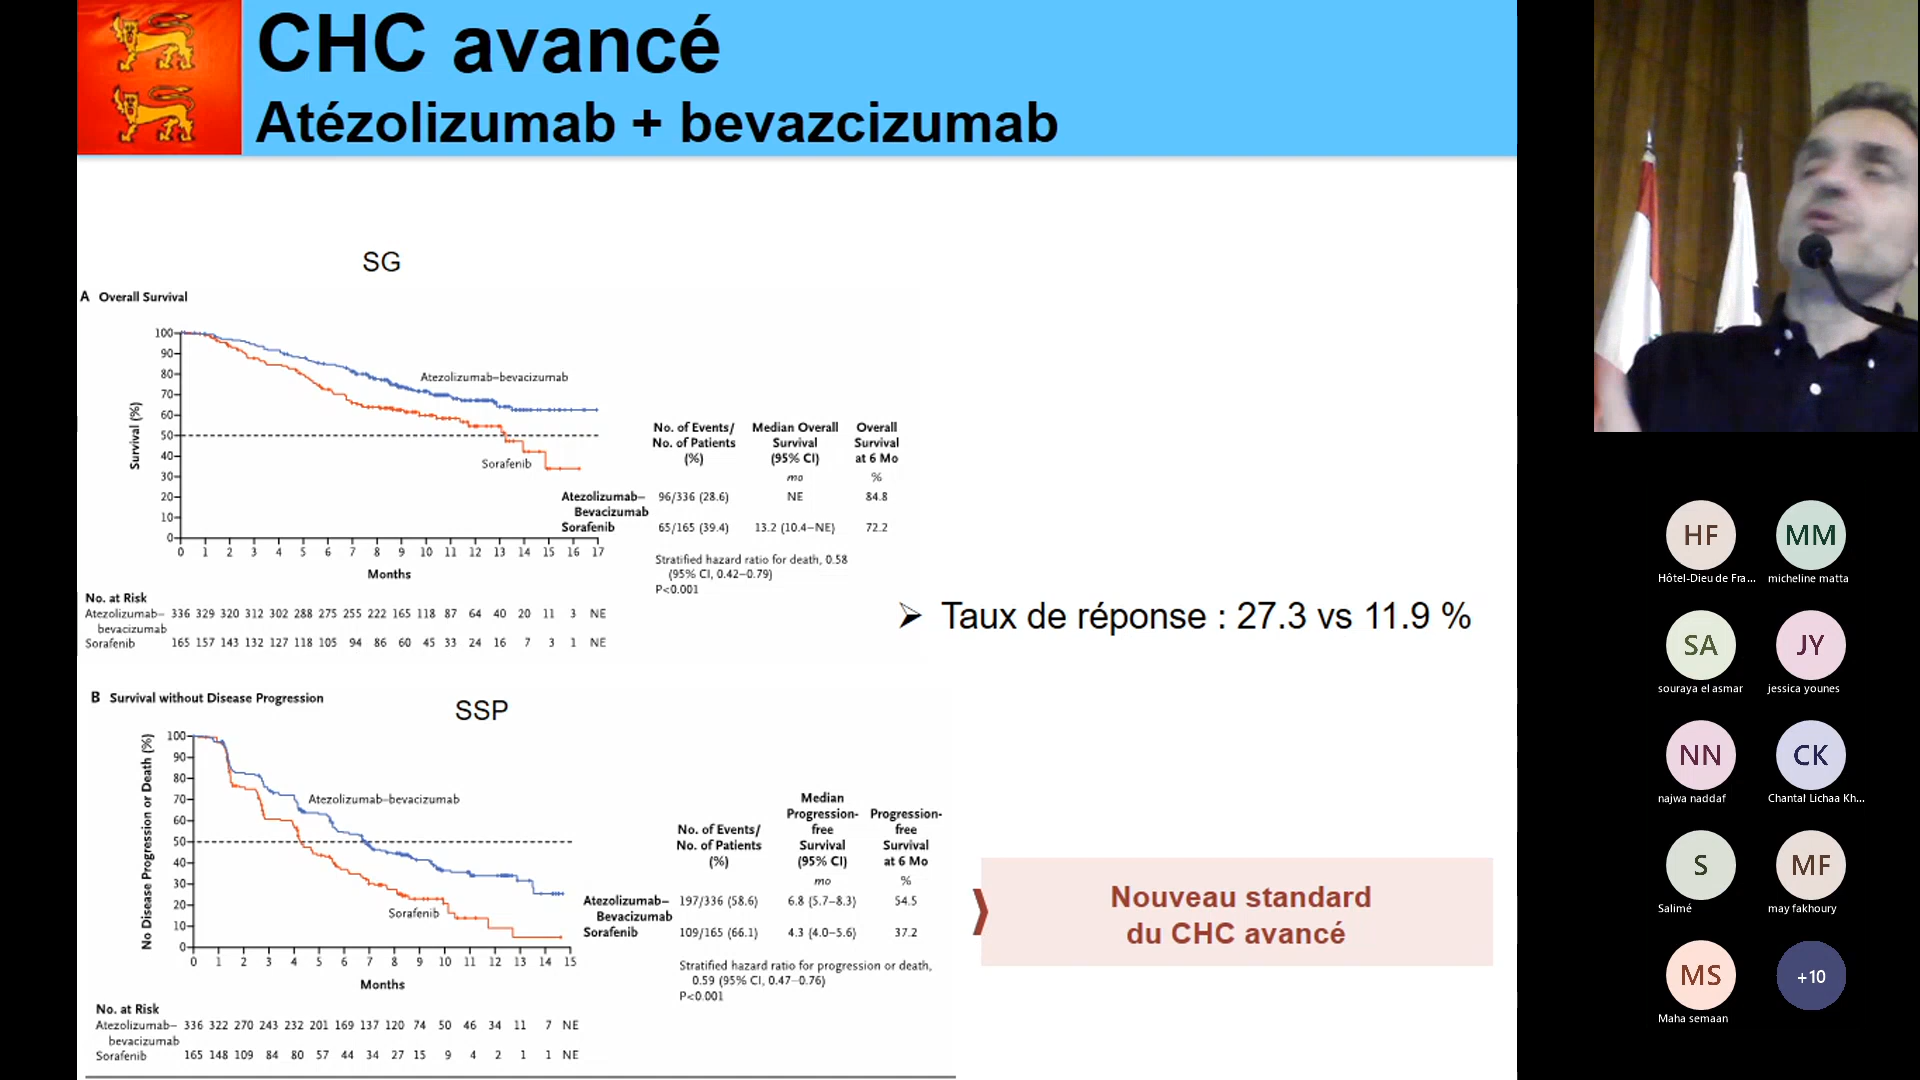 CHC avancé
Atézolizumab + bevazcizumab
SG
A Overall Survival
Survival (%)
100
90
80
70
60
50
40
30
20
10
0
Atezolizumab–bevacizumab
Sorafenib
0 1 2 3 4 5 6 7 8 9 10 11 12 13 14 15 16 17
Months
No. of Events/ Median Overall Overall
No. of Patients Survival Survival
(%) (95% CI) at 6 Mo
mo %
Atezolizumab– 96/336 (28.6) NE 84.8
Bevacizumab
Sorafenib 65/165 (39.4) 13.2 (10.4–NE) 72.2
Stratified hazard ratio for death, 0.58
(95% CI, 0.42–0.79)
P<0.001
No. at Risk
Atezolizumab– 336 329 320 312 302 288 275 255 222 165 118 87 64 40 20 11 3 NE
bevacizumab
Sorafenib 165 157 143 132 127 118 105 94 86 60 45 33 24 16 7 3 1 NE
➢ Taux de réponse : 27.3 vs 11.9 %
B Survival without Disease Progression
SSP
No Disease Progression or Death (%)
100
90
80
70
60
50
40
30
20
10
0
Atezolizumab–bevacizumab
Sorafenib
0 1 2 3 4 5 6 7 8 9 10 11 12 13 14 15
Months
Median
Progression- Progression-
No. of Events/ free free
No. of Patients Survival Survival
(%) (95% CI) at 6 Mo
mo %
Atezolizumab– 197/336 (58.6) 6.8 (5.7–8.3) 54.5
Bevacizumab
Sorafenib 109/165 (66.1) 4.3 (4.0–5.6) 37.2
Stratified hazard ratio for progression or death,
0.59 (95% CI, 0.47–0.76)
P<0.001
No. at Risk
Atezolizumab– 336 322 270 243 232 201 169 137 120 74 50 46 34 11 7 NE
bevacizumab
Sorafenib 165 148 109 84 80 57 44 34 27 15 9 4 2 1 1 NE
Nouveau standard
du CHC avancé
HF MM
Hôtel-Dieu de Fra... micheline matta
SA JY
souraya el asmar jessica younes
NN CK
najwa naddaf Chantal Lichaa Kh...
S MF
Salimé may fakhoury
MS +10
Maha semaan